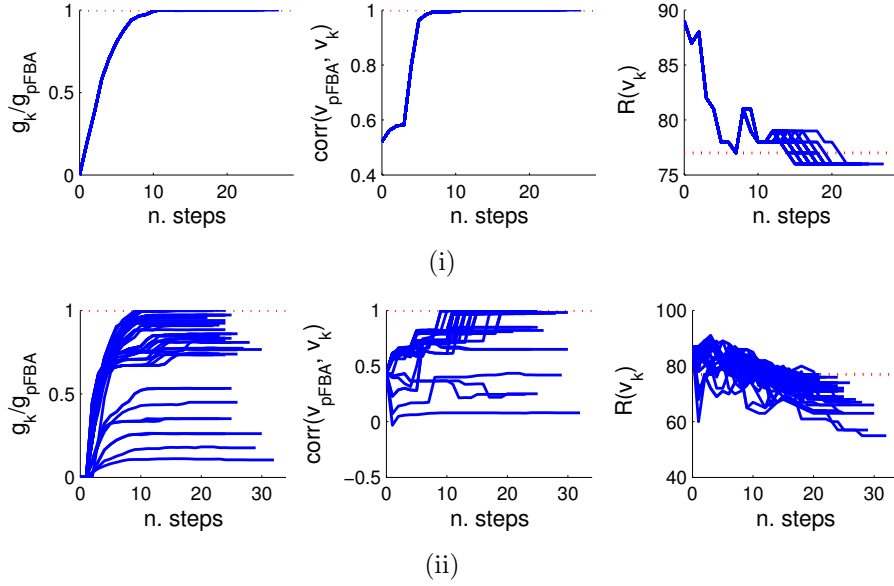 g_k/g_pFBA
1
0.5
0
0 10 20
n. steps
corr(v_pFBA, v_k)
1
0.8
0.6
0.4
0 10 20
n. steps
R(v_k)
90
85
80
75
0 10 20
n. steps
(i)
g_k/g_pFBA
1
0.5
0
0 10 20 30
n. steps
corr(v_pFBA, v_k)
1
0.5
0
−0.5
0 10 20 30
n. steps
R(v_k)
100
80
60
40
0 10 20 30
n. steps
(ii)